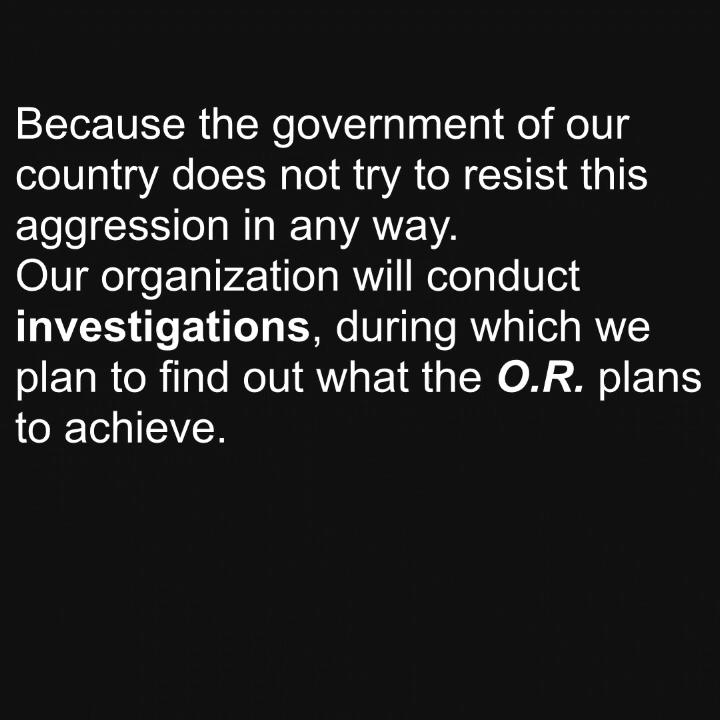 Because the government of our
country does not try to resist this
aggression in any way.
Our organization will conduct
investigations, during which we
plan to find out what the O.R. plans
to achieve.